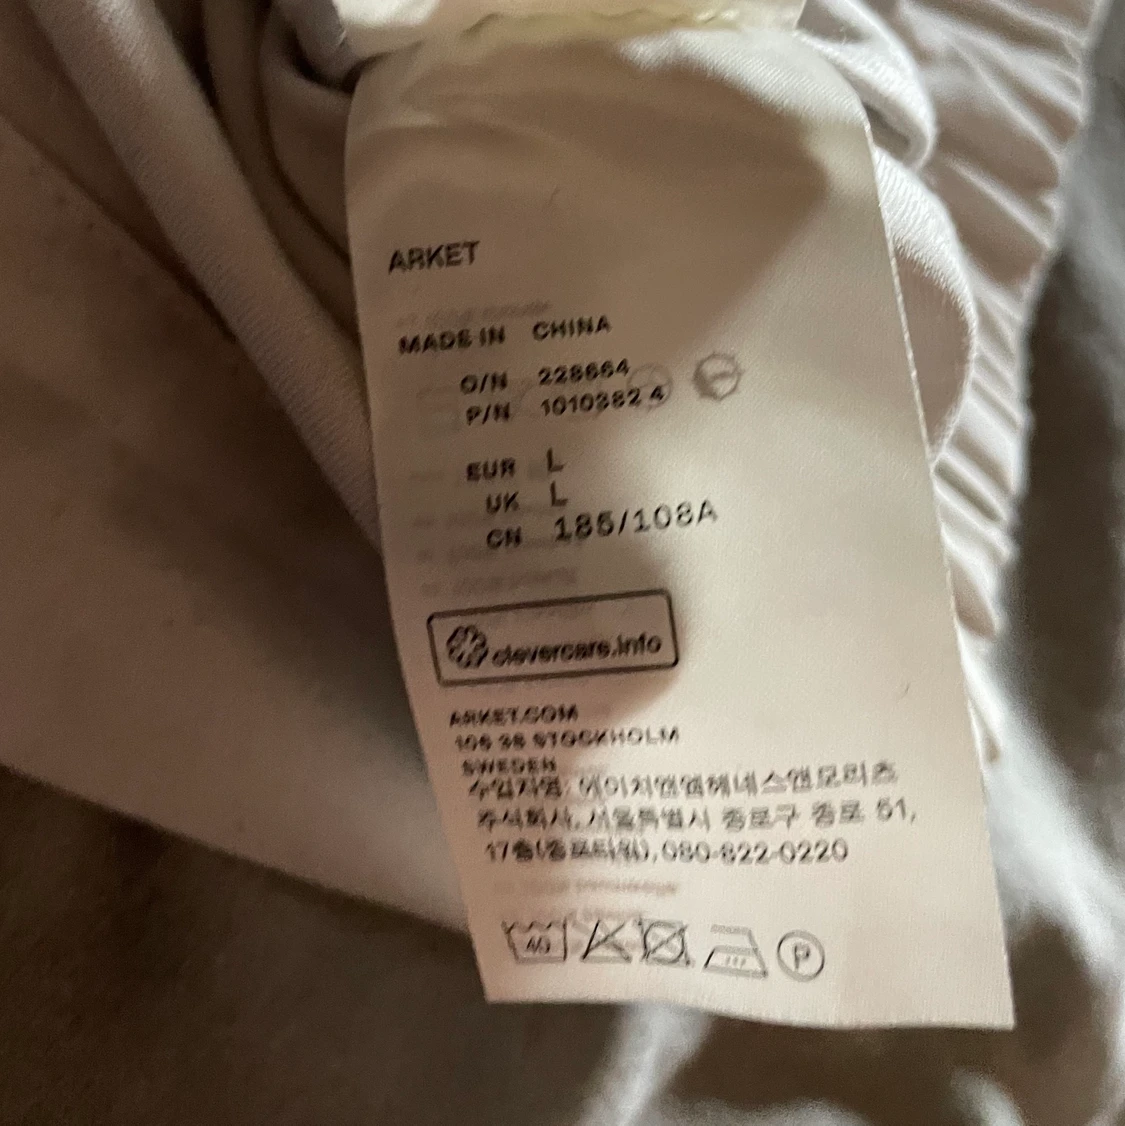 ARKET
MADE IN CHINA
O/N 228664
P/N 1010382 4
EUR L
UK L
CN 185/108A
clevercare.info
ARKET.COM
106 38 STOCKHOLM
SWEDEN
수입자명: 에이치앤엠헤네스앤모리츠
주식회사, 서울특별시 종로구 종로 51,
17층(종로타워), 080-822-0220
40
P